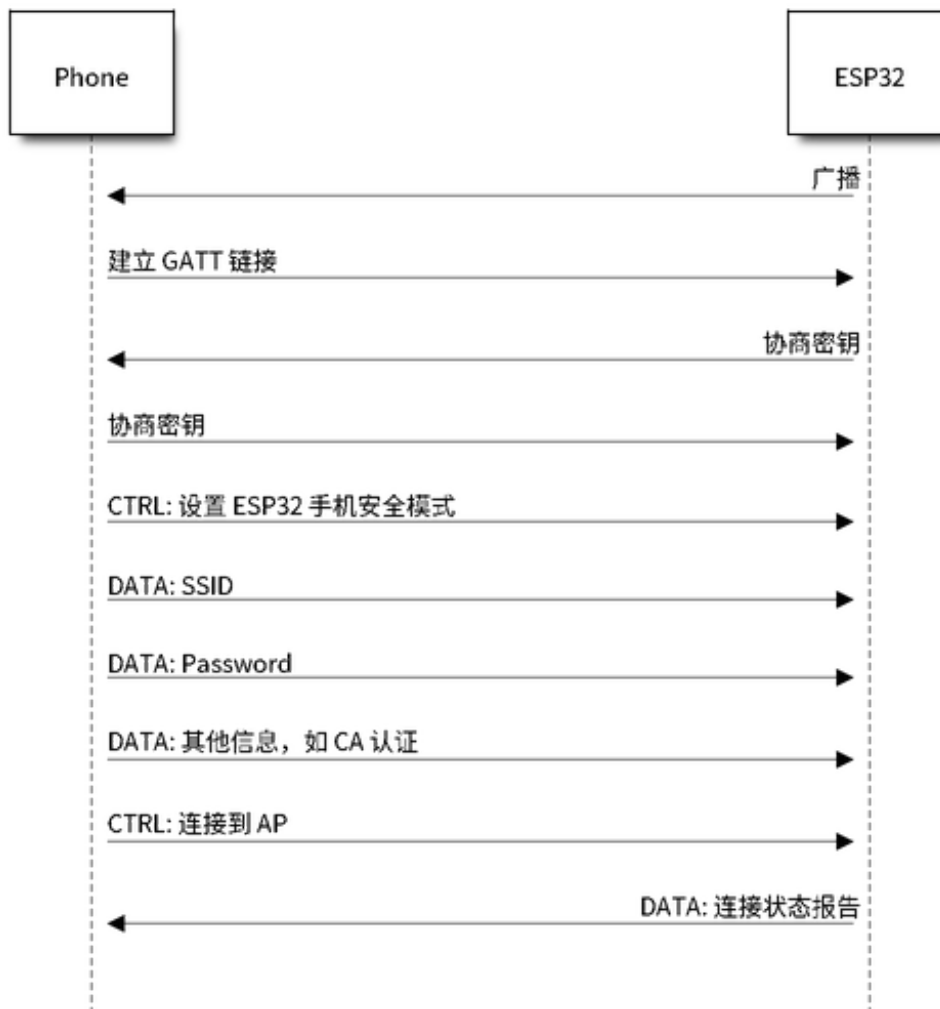 Phone
ESP32
广播
建立 GATT 链接
协商密钥
协商密钥
CTRL: 设置 ESP32 手机安全模式
DATA: SSID
DATA: Password
DATA: 其他信息，如 CA 认证
CTRL: 连接到 AP
DATA: 连接状态报告